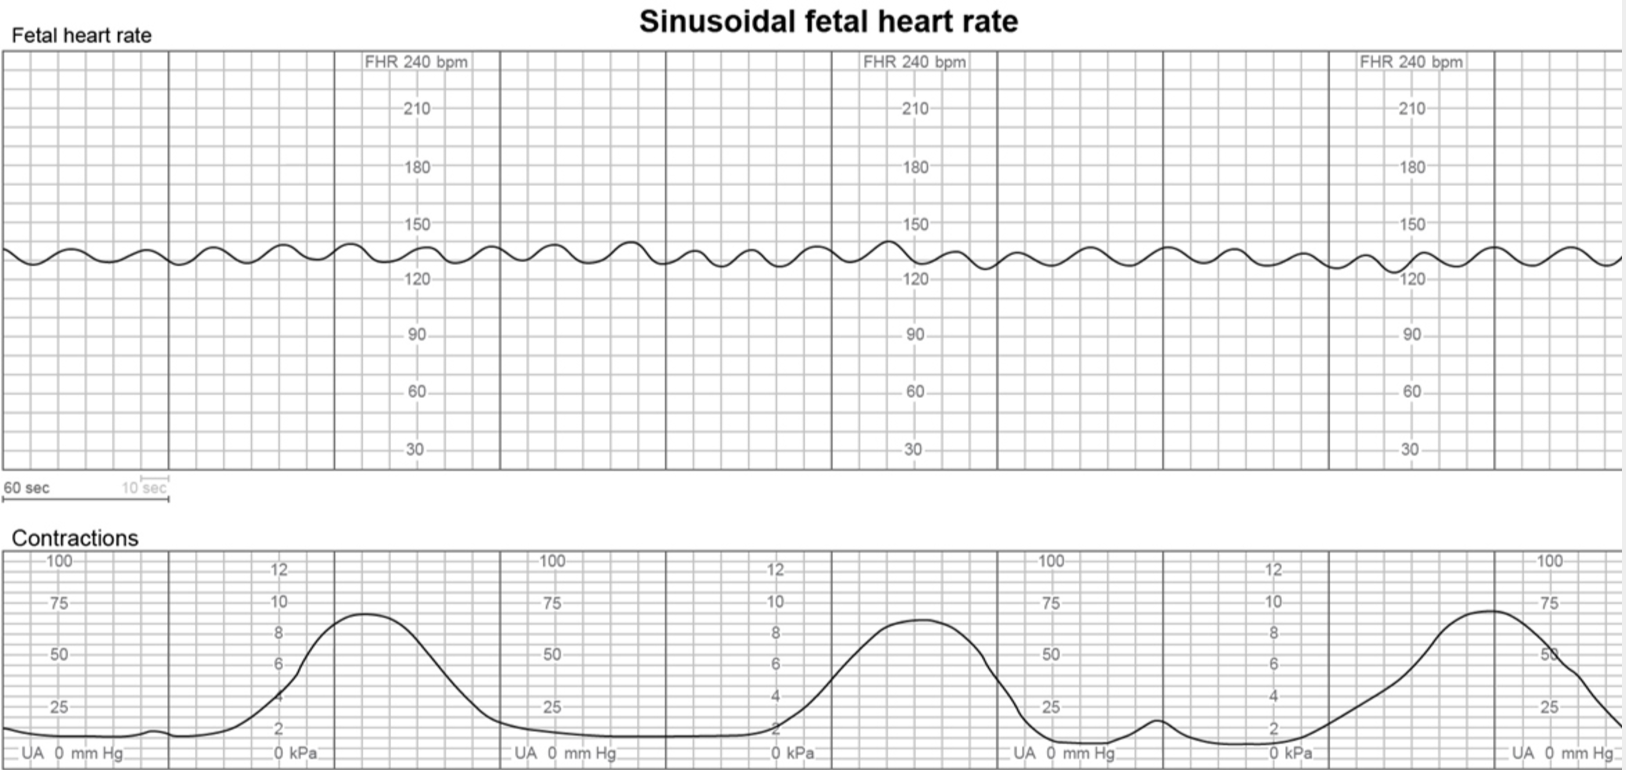 Sinusoidal fetal heart rate
Fetal heart rate
FHR 240 bpm FHR 240 bpm FHR 240 bpm
210 210 210
180 180 180
150 150 150
120 120 120
90 90 90
60 60 60
30 30 30
60 sec 10 sec
Contractions
100 12 100 12 100 12 100
75 10 75 10 75 10 75
8 8 8
50 6 50 6 50 6 50
25 4 25 4 25 4 25
2 2 2
UA 0 mm Hg 0 kPa UA 0 mm Hg 0 kPa UA 0 mm Hg 0 kPa UA 0 mm Hg